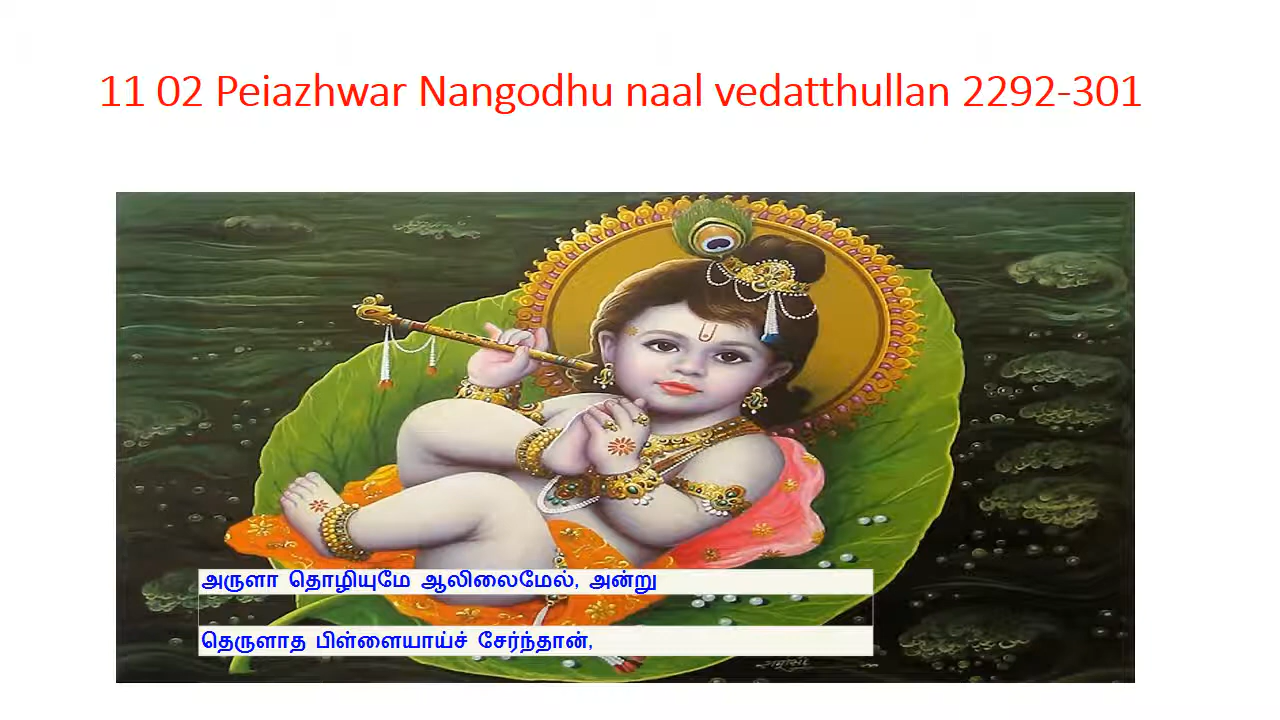 11 02 Peiazhwar Nangodhu naal vedatthullan 2292-301
அருளா தொழியுமே ஆலிலைமேல், அன்று
தெருளாத பிள்ளையாய்ச் சேர்ந்தான்,